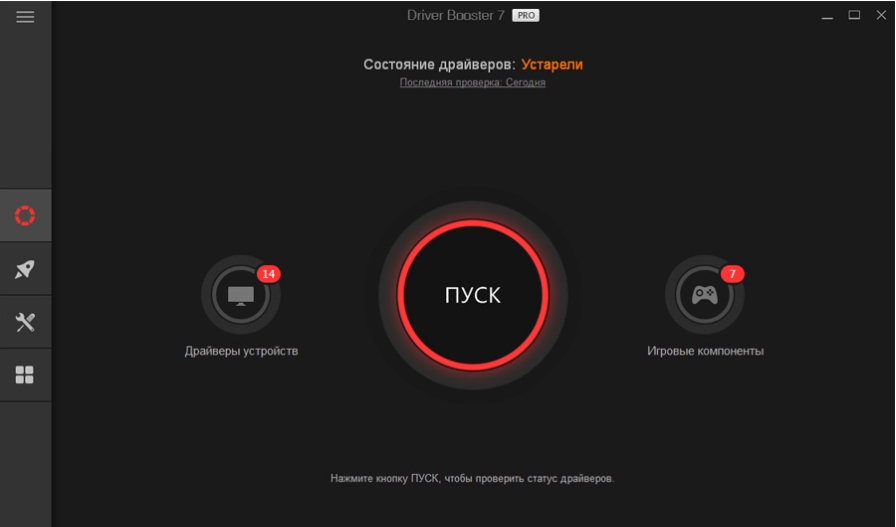 Driver Booster 7 PRO
Состояние драйверов: Устарели
Последняя проверка: Сегодня
14
7
ПУСК
Драйверы устройств
Игровые компоненты
Нажмите кнопку ПУСК, чтобы проверить статус драйверов.